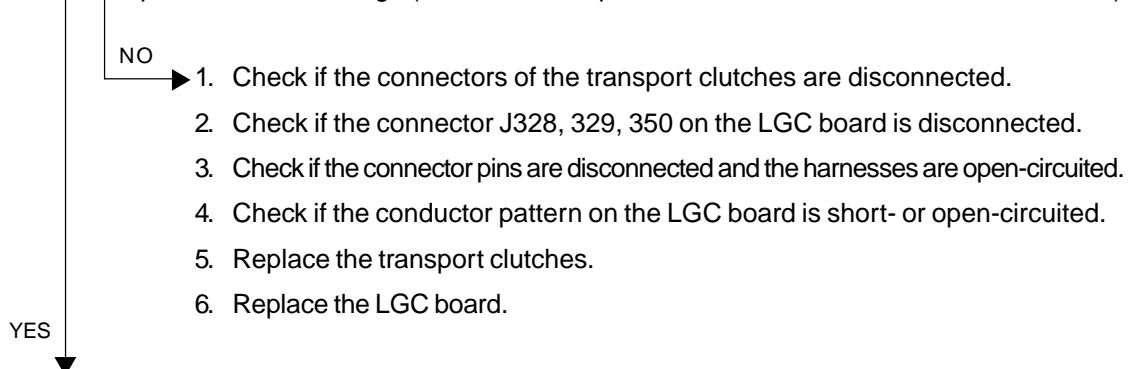 NO
1. Check if the connectors of the transport clutches are disconnected.
2. Check if the connector J328, 329, 350 on the LGC board is disconnected.
3. Check if the connector pins are disconnected and the harnesses are open-circuited.
4. Check if the conductor pattern on the LGC board is short- or open-circuited.
5. Replace the transport clutches.
6. Replace the LGC board.
YES